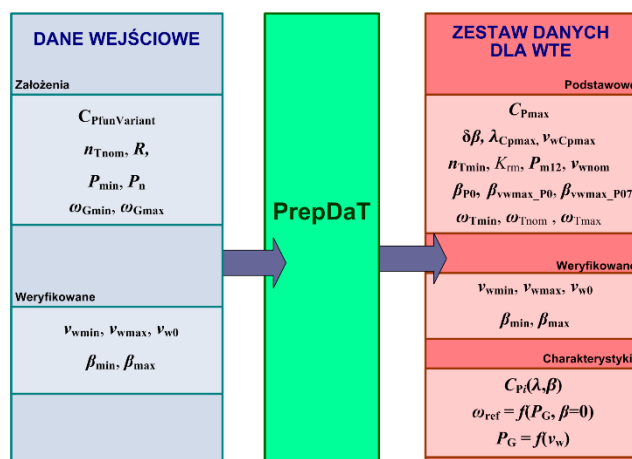 DANE WEJŚCIOWE
Założenia
CPfunVariant
nTnom, R,
Pmin, Pn
ωGmin, ωGmax
Weryfikowane
vwmin, vwmax, vw0
βmin, βmax
PrepDaT
ZESTAW DANYCH
DLA WTE
Podstawowe
CPmax
δβ, λCpmax, vwCpmax
nTmin, Krm, Pm12, vwnom
βP0, βvwmax_P0, βvwmax_P07
ωTmin, ωTnom , ωTmax
Weryfikowane
vwmin, vwmax, vw0
βmin, βmax
Charakterystyki
CPi(λ,β)
ωref = f(PG, β=0)
PG = f(vw)